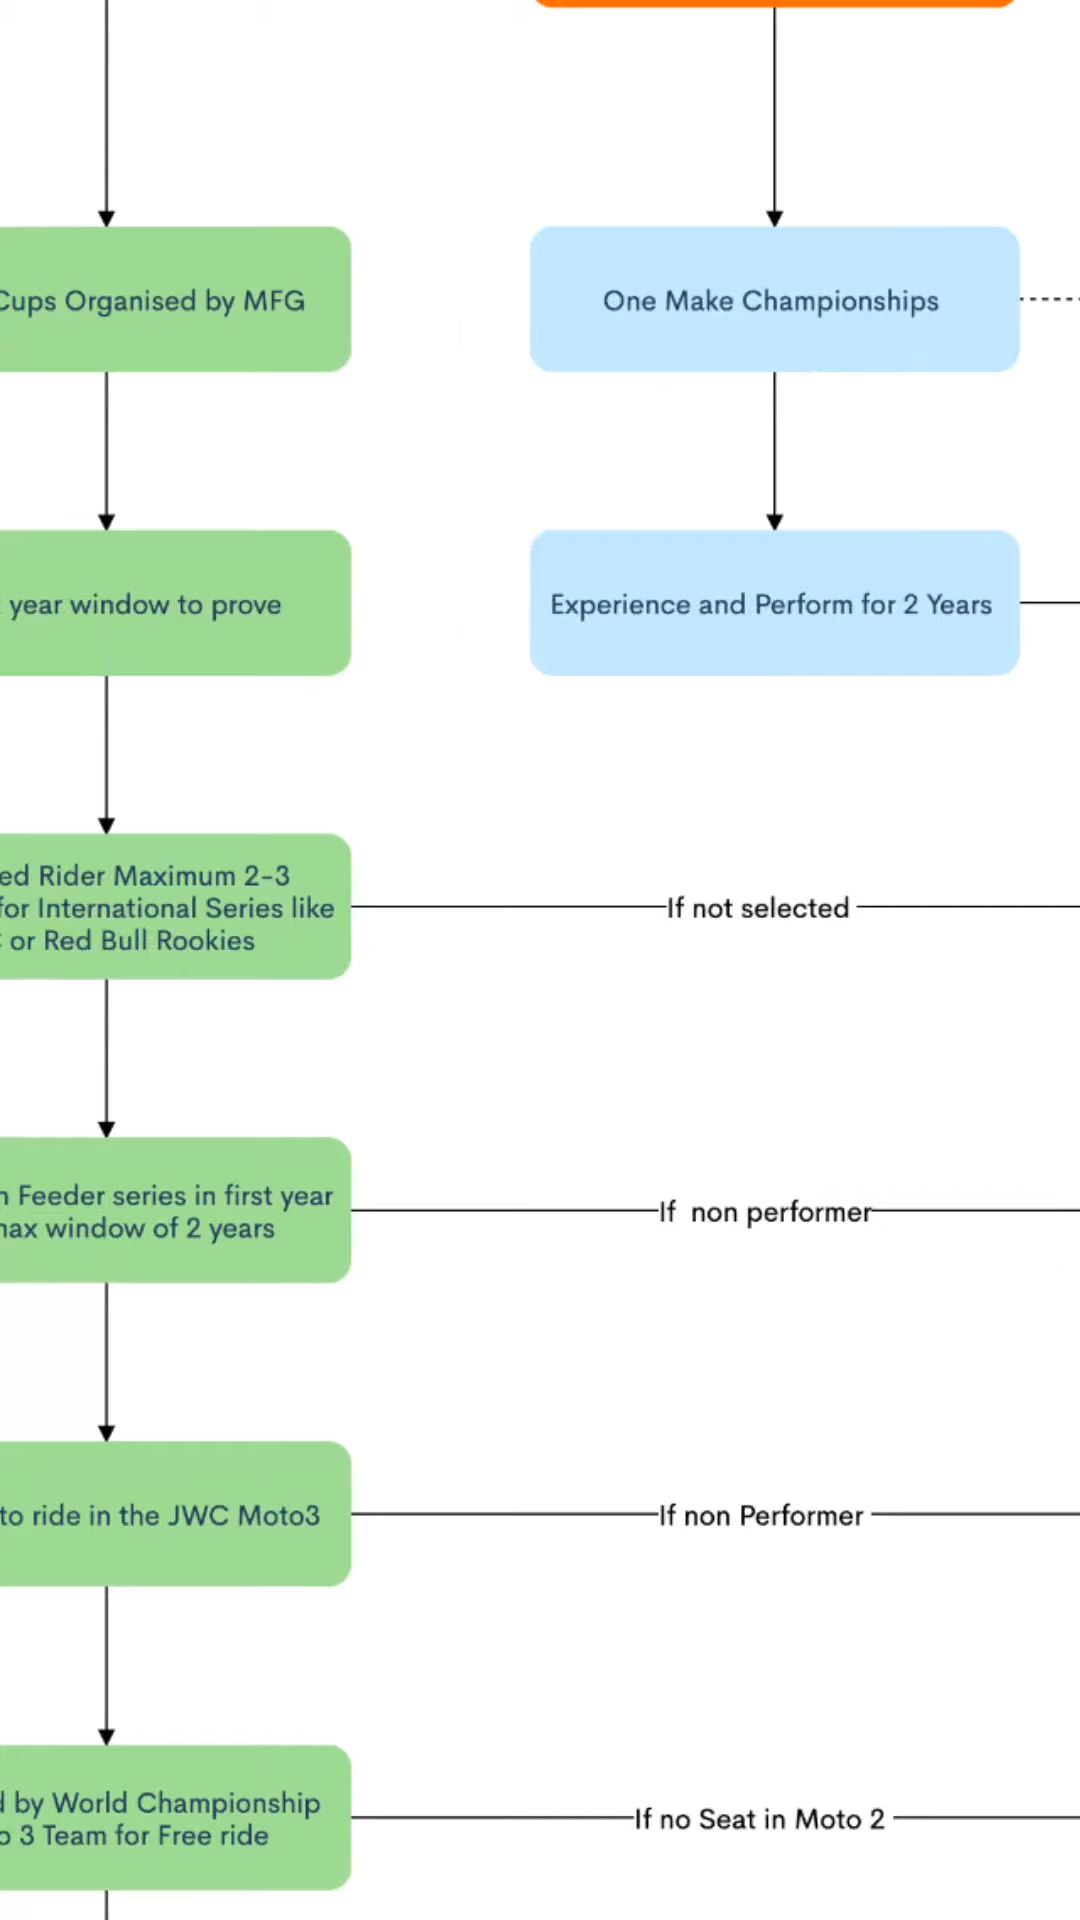 Cups Organised by MFG
One Make Championships
year window to prove
Experience and Perform for 2 Years
ed Rider Maximum 2-3
for International Series like
or Red Bull Rookies
If not selected
Feeder series in first year
window of 2 years
If non performer
to ride in the JWC Moto3
If non Performer
by World Championship
3 Team for Free ride
If no Seat in Moto 2